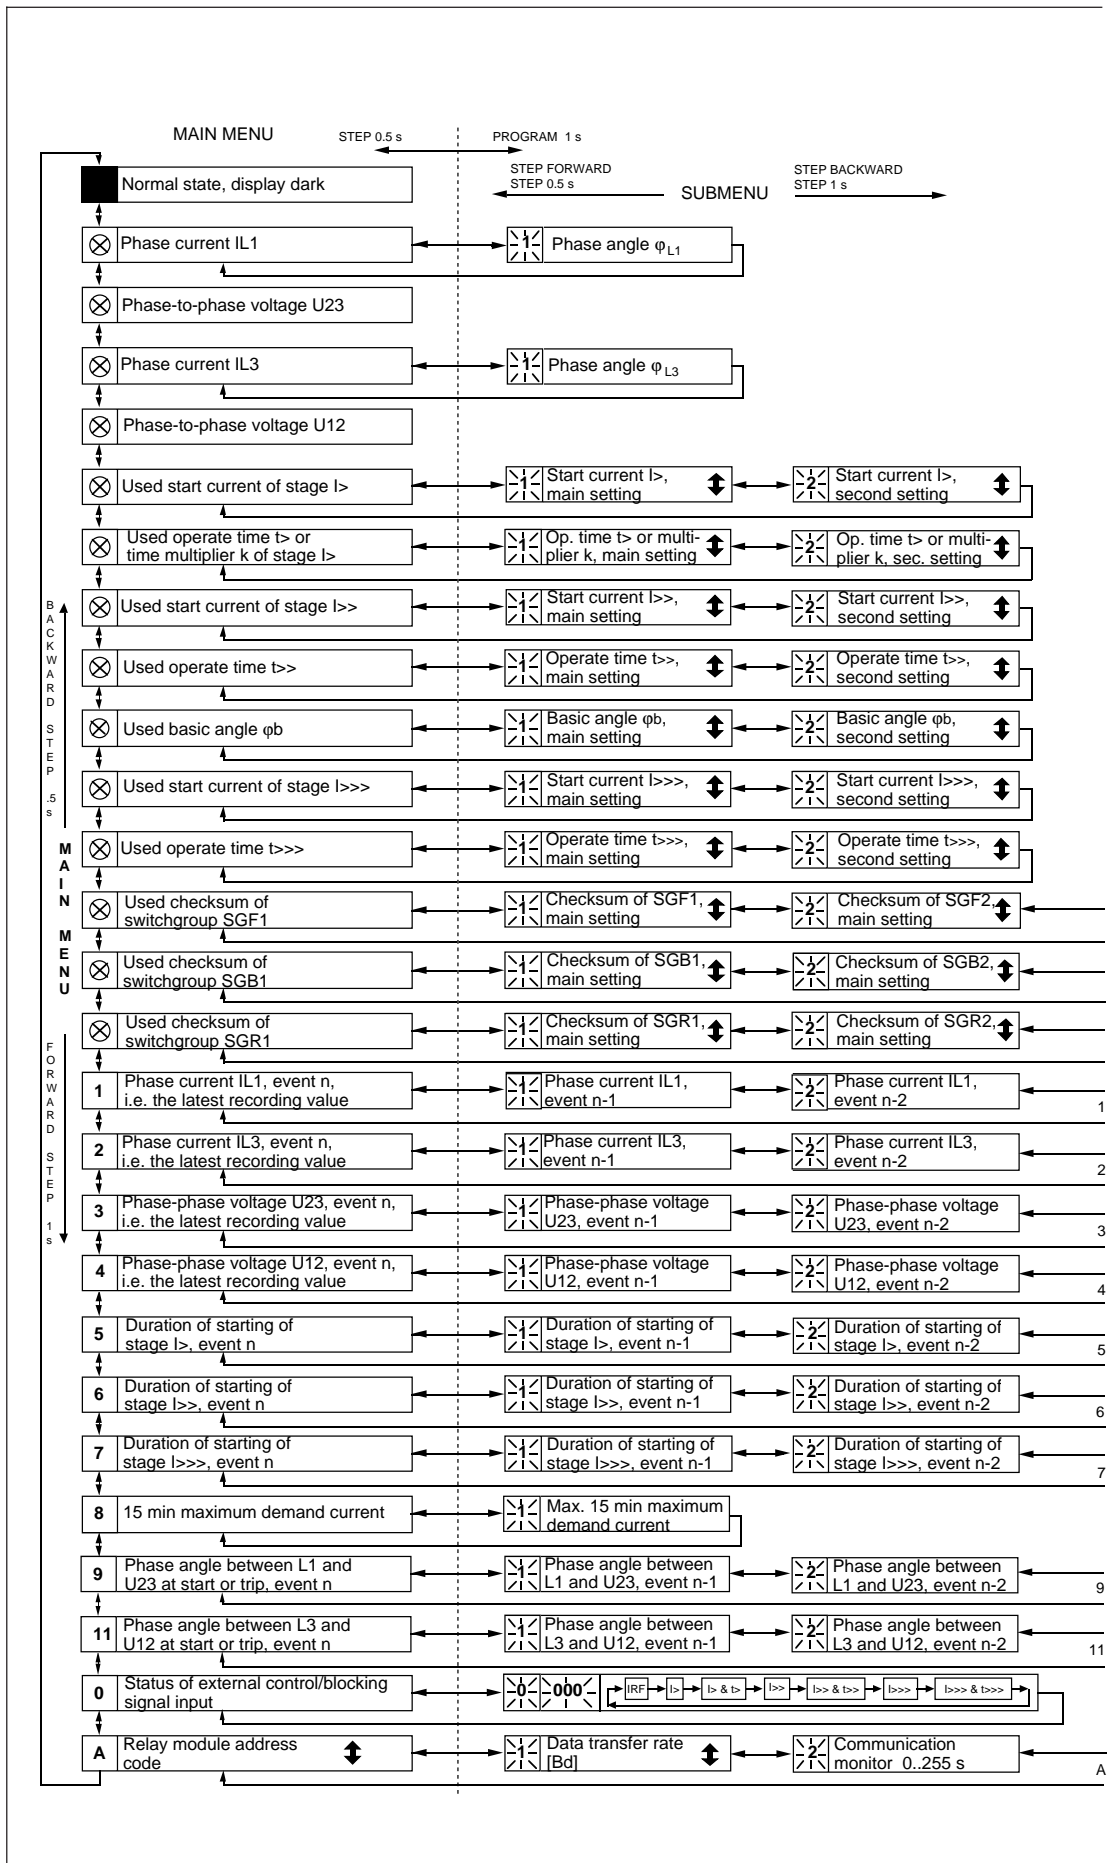 MAIN MENU
STEP 0.5 s
PROGRAM 1 s
STEP FORWARD
STEP 0.5 s
SUBMENU
STEP BACKWARD
STEP 1 s
Normal state, display dark
Phase current IL1
1 Phase angle φL1
Phase-to-phase voltage U23
Phase current IL3
1 Phase angle φL3
Phase-to-phase voltage U12
Used start current of stage I>
1 Start current I>,
main setting
2 Start current I>,
second setting
Used operate time t> or
time multiplier k of stage I>
1 Op. time t> or multi-
plier k, main setting
2 Op. time t> or multi-
plier k, sec. setting
Used start current of stage I>>
1 Start current I>>,
main setting
2 Start current I>>,
second setting
Used operate time t>>
1 Operate time t>>,
main setting
2 Operate time t>>,
second setting
Used basic angle φb
1 Basic angle φb,
main setting
2 Basic angle φb,
second setting
Used start current of stage I>>>
1 Start current I>>>,
main setting
2 Start current I>>>,
second setting
Used operate time t>>>
1 Operate time t>>>,
main setting
2 Operate time t>>>,
second setting
Used checksum of
switchgroup SGF1
1 Checksum of SGF1,
main setting
2 Checksum of SGF2,
main setting
Used checksum of
switchgroup SGB1
1 Checksum of SGB1,
main setting
2 Checksum of SGB2,
main setting
Used checksum of
switchgroup SGR1
1 Checksum of SGR1,
main setting
2 Checksum of SGR2,
main setting
1 Phase current IL1, event n,
i.e. the latest recording value
1 Phase current IL1,
event n-1
2 Phase current IL1,
event n-2
1
2 Phase current IL3, event n,
i.e. the latest recording value
1 Phase current IL3,
event n-1
2 Phase current IL3,
event n-2
2
3 Phase-phase voltage U23, event n,
i.e. the latest recording value
1 Phase-phase voltage
U23, event n-1
2 Phase-phase voltage
U23, event n-2
3
4 Phase-phase voltage U12, event n,
i.e. the latest recording value
1 Phase-phase voltage
U12, event n-1
2 Phase-phase voltage
U12, event n-2
4
5 Duration of starting of
stage I>, event n
1 Duration of starting of
stage I>, event n-1
2 Duration of starting of
stage I>, event n-2
5
6 Duration of starting of
stage I>>, event n
1 Duration of starting of
stage I>>, event n-1
2 Duration of starting of
stage I>>, event n-2
6
7 Duration of starting of
stage I>>>, event n
1 Duration of starting of
stage I>>>, event n-1
2 Duration of starting of
stage I>>>, event n-2
7
8 15 min maximum demand current
1 Max. 15 min maximum
demand current
9 Phase angle between L1 and
U23 at start or trip, event n
1 Phase angle between
L1 and U23, event n-1
2 Phase angle between
L1 and U23, event n-2
9
11 Phase angle between L3 and
U12 at start or trip, event n
1 Phase angle between
L3 and U12, event n-1
2 Phase angle between
L3 and U12, event n-2
11
0 Status of external control/blocking
signal input
0 000 IRF I> I> & t> I>> I>> & t>> I>>> I>>> & t>>>
A Relay module address
code
1 Data transfer rate
[Bd]
2 Communication
monitor 0..255 s
A
BACKWARD STEP .5 s
MAIN MENU
FORWARD STEP 1 s